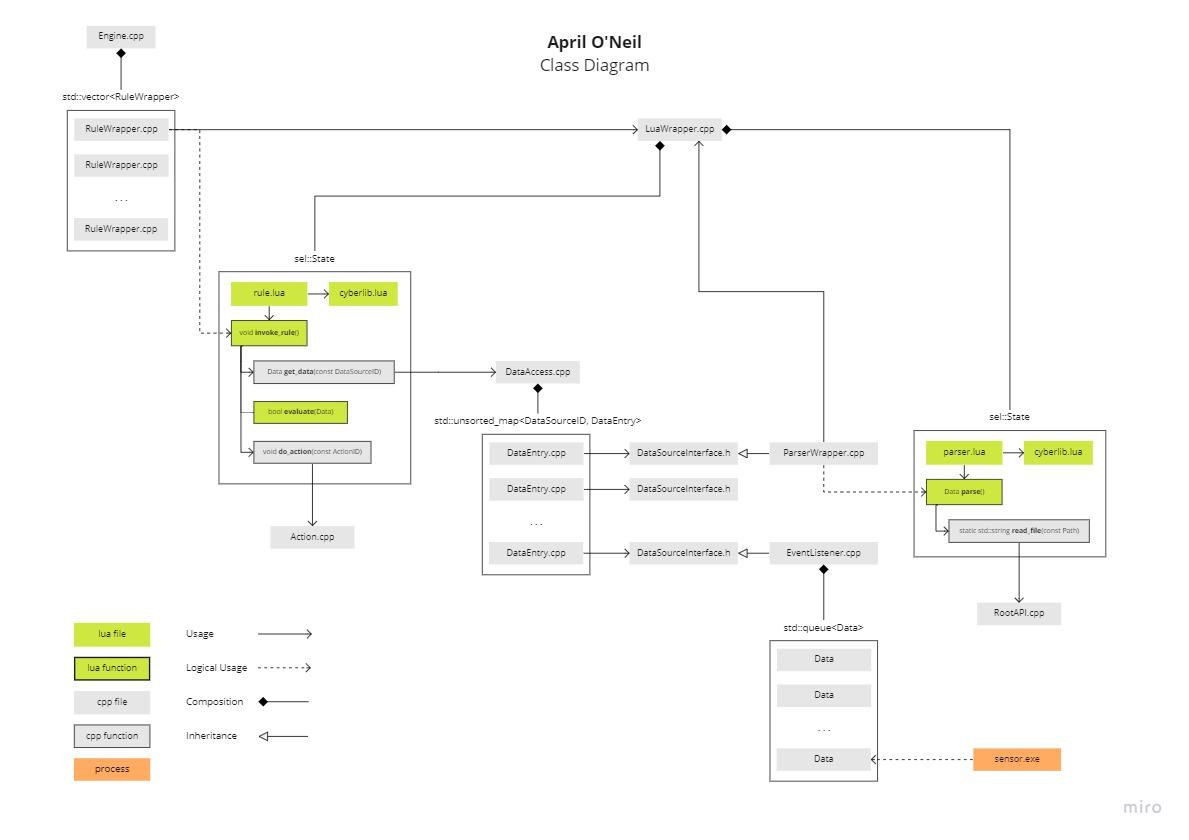 April O'Neil
Class Diagram
Engine.cpp
std::vector<RuleWrapper>
RuleWrapper.cpp
RuleWrapper.cpp
. . .
RuleWrapper.cpp
LuaWrapper.cpp
sel::State
rule.lua
cyberlib.lua
void invoke_rule()
Data get_data(const DataSourceID)
bool evaluate(Data)
void do_action(const ActionID)
Action.cpp
DataAccess.cpp
std::unsorted_map<DataSourceID, DataEntry>
DataEntry.cpp
DataSourceInterface.h
ParserWrapper.cpp
DataEntry.cpp
DataSourceInterface.h
. . .
DataEntry.cpp
DataSourceInterface.h
EventListener.cpp
sel::State
parser.lua
cyberlib.lua
Data parse()
static std::string read_file(const Path)
RootAPI.cpp
std::queue<Data>
Data
Data
. . .
Data
sensor.exe
lua file
Usage
lua function
Logical Usage
cpp file
Composition
cpp function
Inheritance
process
miro